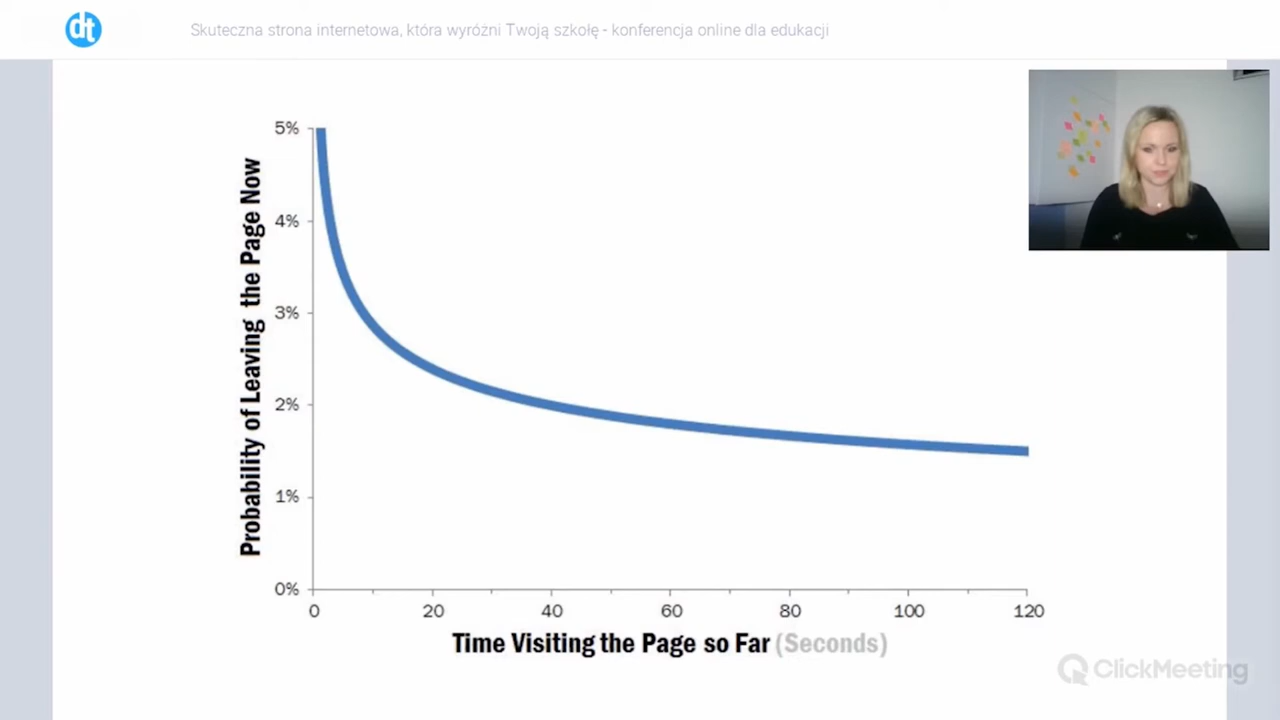 dt
Skuteczna strona internetowa, która wyróżni Twoją szkołę - konferencja online dla edukacji
Probability of Leaving the Page Now
5%
4%
3%
2%
1%
0%
0 20 40 60 80 100 120
Time Visiting the Page so Far (Seconds)
ClickMeeting